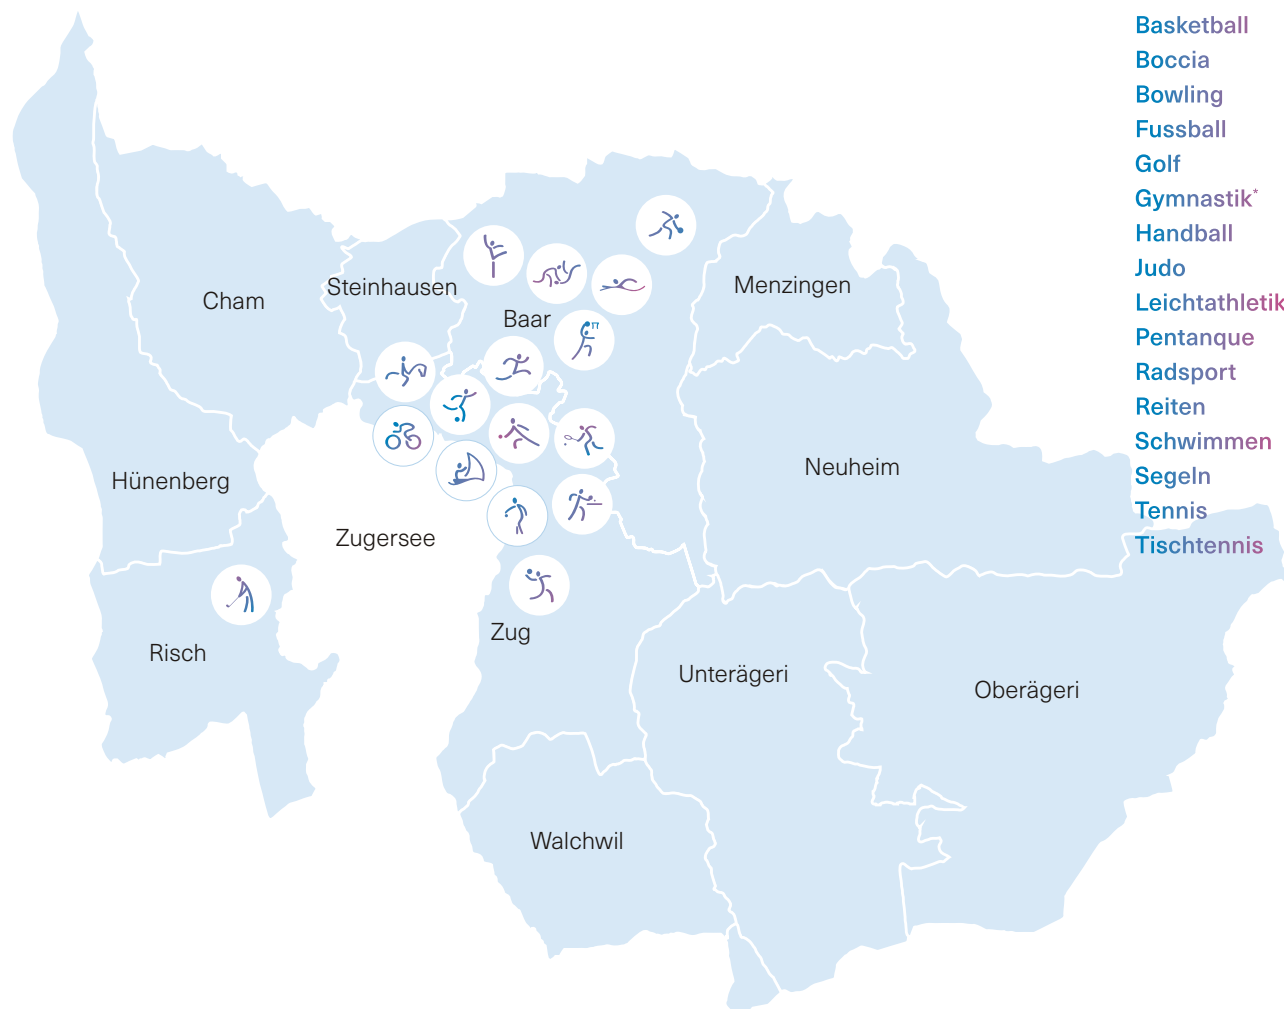 Basketball
Boccia
Bowling
Fussball
Golf
Gymnastik*
Handball
Judo
Leichtathletik
Pentanque
Radsport
Reiten
Schwimmen
Segeln
Tennis
Tischtennis
Cham
Steinhausen
Baar
Menzingen
Hünenberg
Neuheim
Zugersee
Risch
Zug
Unterägeri
Oberägeri
Walchwil